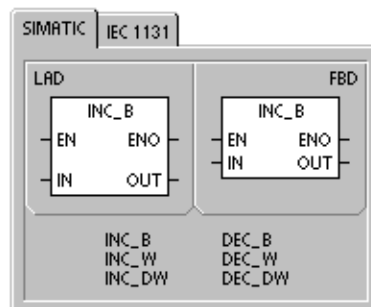 SIMATIC IEC 1131
LAD FBD
INC_B INC_B
EN ENO EN ENO
IN OUT IN OUT
INC_B DEC_B
INC_W DEC_W
INC_DW DEC_DW